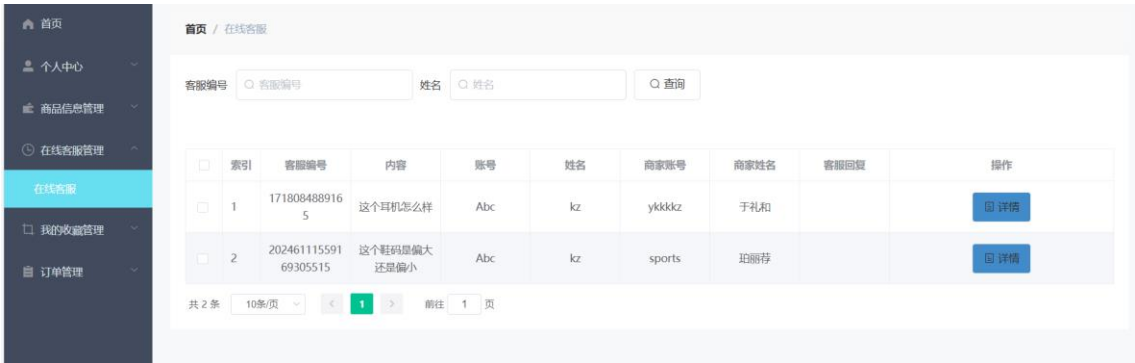 首页
个人中心
商品信息管理
在线客服管理
在线客服
我的收藏管理
订单管理
首页 / 在线客服
客服编号 客服编号 姓名 姓名 查询
索引 客服编号 内容 账号 姓名 商家账号 商家姓名 客服回复 操作
1 171808488916 这个耳机怎么样 Abc kz ykkkkz 于礼和 详情
5
2 202461115591 这个鞋码是偏大 Abc kz sports 珀丽荐 详情
69305515 还是偏小
共 2 条 10条/页 < 1 > 前往 1 页